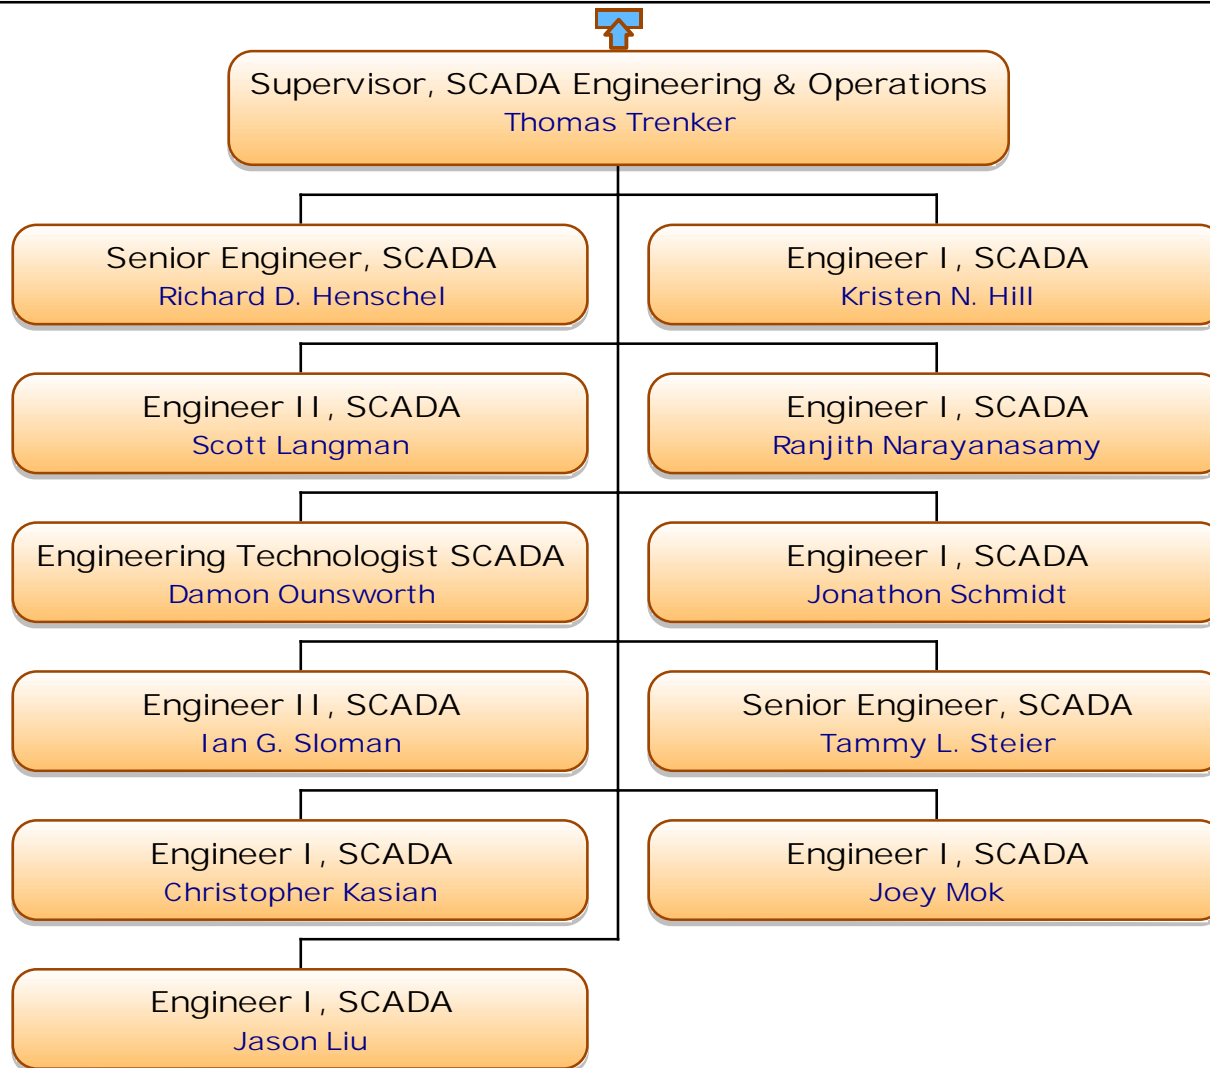 Supervisor, SCADA Engineering & Operations
Thomas Trenker
Senior Engineer, SCADA
Richard D. Henschel
Engineer I, SCADA
Kristen N. Hill
Engineer II, SCADA
Scott Langman
Engineer I, SCADA
Ranjith Narayanasamy
Engineering Technologist SCADA
Damon Ounsworth
Engineer I, SCADA
Jonathon Schmidt
Engineer II, SCADA
Ian G. Sloman
Senior Engineer, SCADA
Tammy L. Steier
Engineer I, SCADA
Christopher Kasian
Engineer I, SCADA
Joey Mok
Engineer I, SCADA
Jason Liu